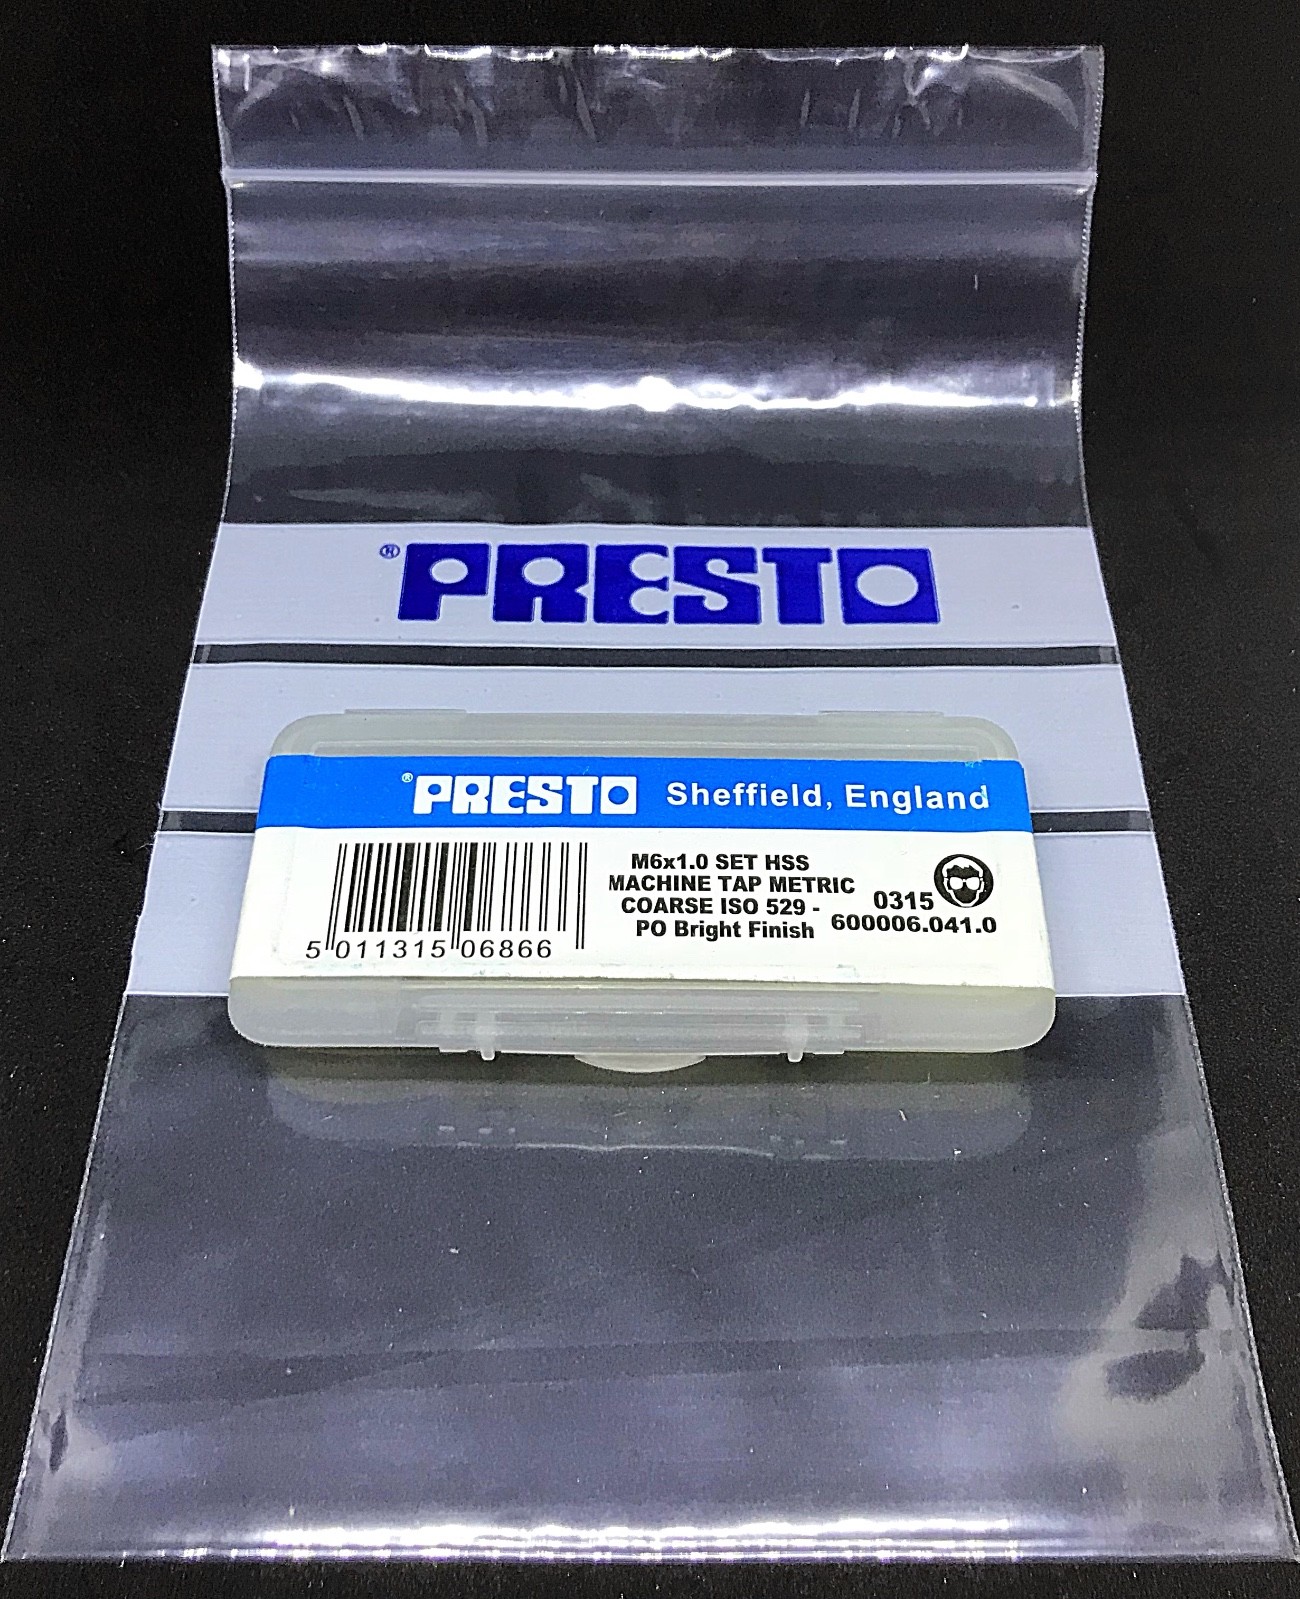 ® PRESTO
® PRESTO Sheffield, England
M6x1.0 SET HSS
MACHINE TAP METRIC
COARSE ISO 529 -
PO Bright Finish
0315
600006.041.0
5 011315 06866